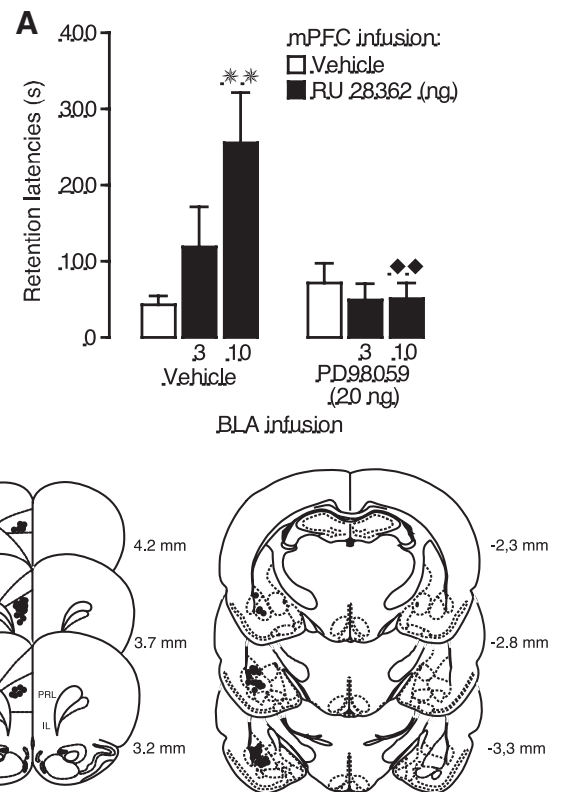 A
mPFC infusion:
Vehicle
RU 28362 (ng)
Retention latencies (s)
400
300
200
100
0
**
◆◆
3 10
Vehicle
3 10
PD98059
(20 ng)
BLA infusion
4.2 mm
3.7 mm
PRL
IL
3.2 mm
-2,3 mm
-2.8 mm
-3,3 mm